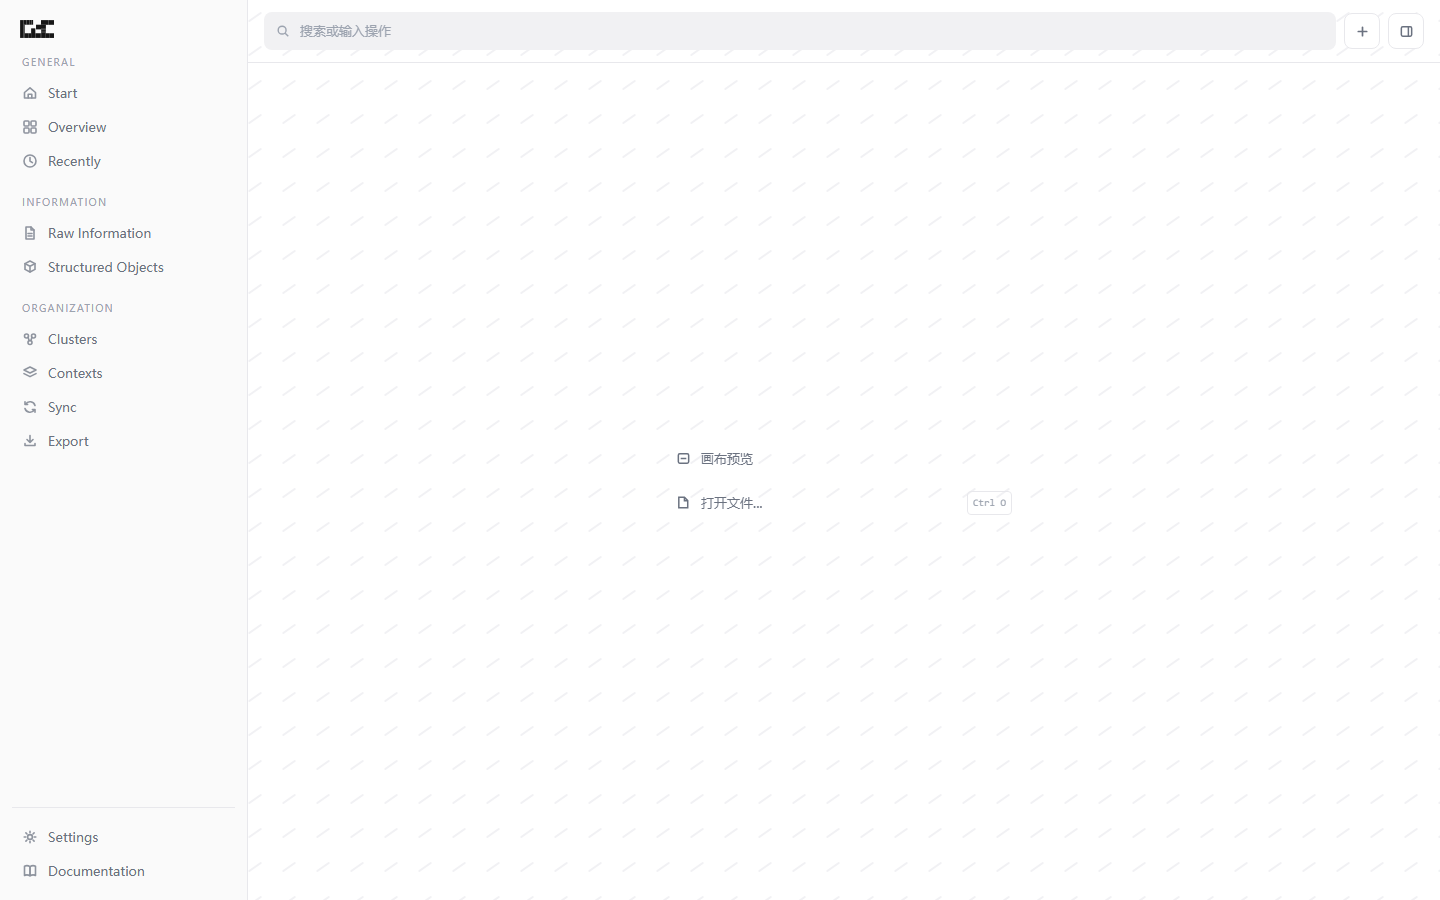 GENERAL
Start
Overview
Recently
INFORMATION
Raw Information
Structured Objects
ORGANIZATION
Clusters
Contexts
Sync
Export
Settings
Documentation
搜索或输入操作
画布预览
打开文件... Ctrl O